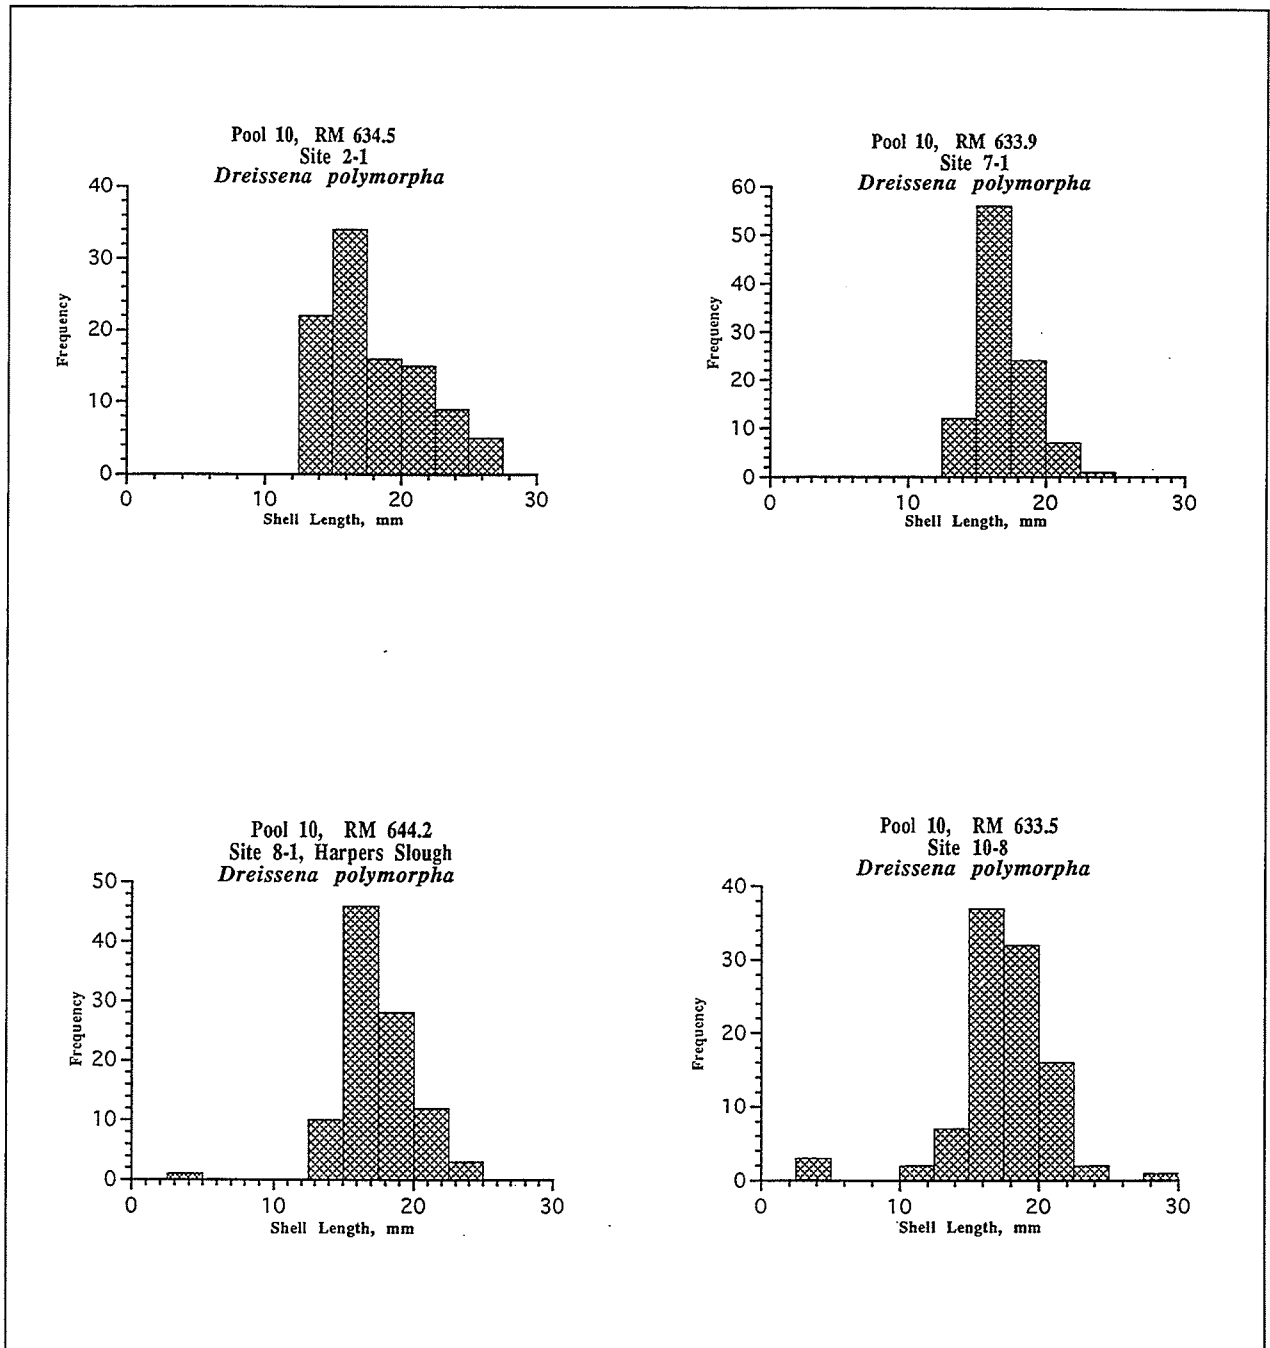 Pool 10, RM 634.5
Site 2-1
Dreissena polymorpha
40
30
20
10
0
Frequency
0 10 20 30
Shell Length, mm
Pool 10, RM 633.9
Site 7-1
Dreissena polymorpha
60
50
40
30
20
10
0
Frequency
0 10 20 30
Shell Length, mm
Pool 10, RM 644.2
Site 8-1, Harpers Slough
Dreissena polymorpha
50
40
30
20
10
0
Frequency
0 10 20 30
Shell Length, mm
Pool 10, RM 633.5
Site 10-8
Dreissena polymorpha
40
30
20
10
0
Frequency
0 10 20 30
Shell Length, mm